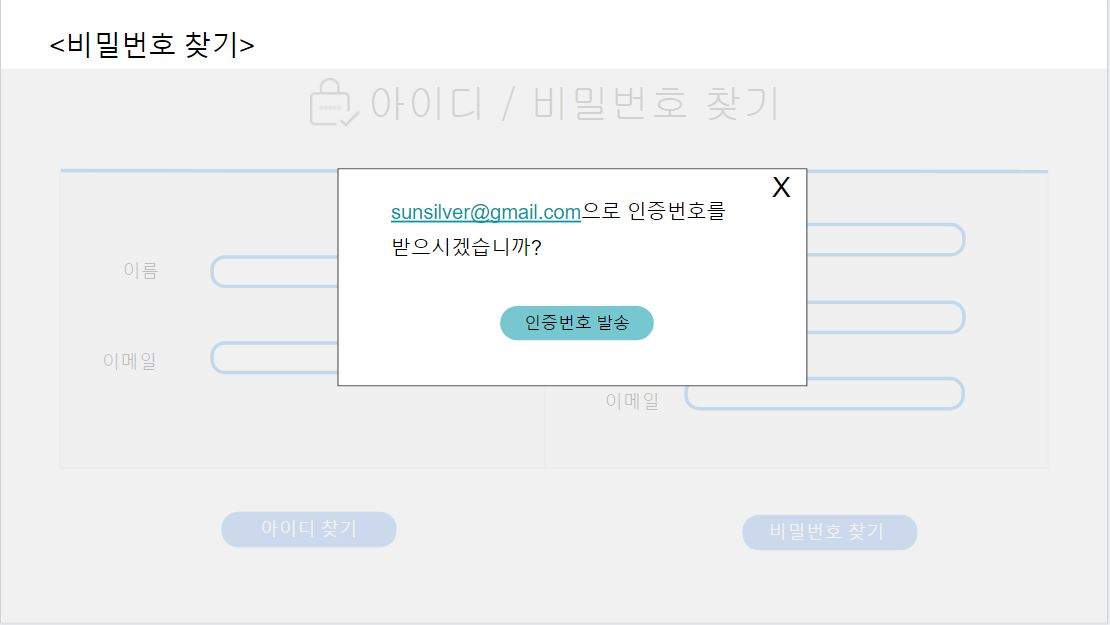 <비밀번호 찾기>
아이디 / 비밀번호 찾기
X
sunsilver@gmail.com으로 인증번호를
받으시겠습니까?
인증번호 발송
이름
이메일
이메일
아이디 찾기
비밀번호 찾기